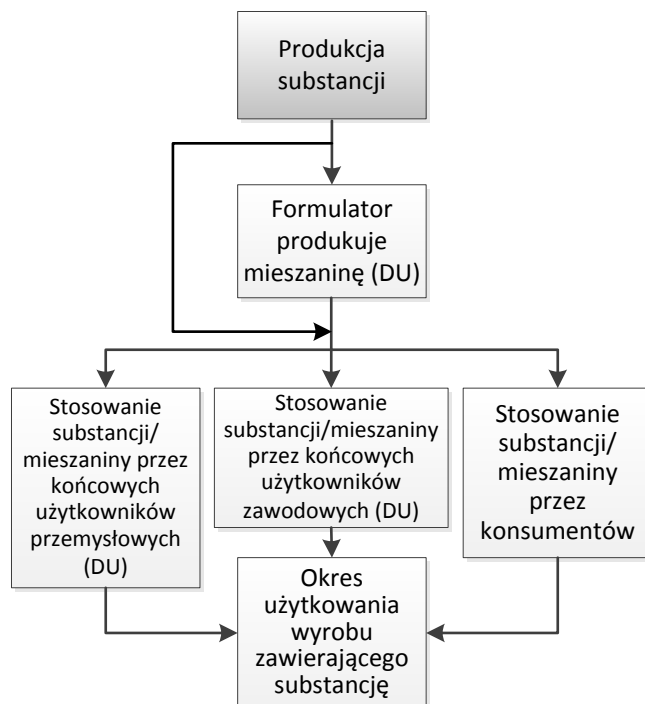 Produkcja
substancji
Formulator
produkuje
mieszaninę (DU)
Stosowanie
substancji/
mieszaniny przez
końcowych
użytkowników
przemysłowych
(DU)
Stosowanie
substancji/mieszaniny
przez końcowych
użytkowników
zawodowych (DU)
Stosowanie
substancji/
mieszaniny
przez
konsumentów
Okres
użytkowania
wyrobu
zawierającego
substancję